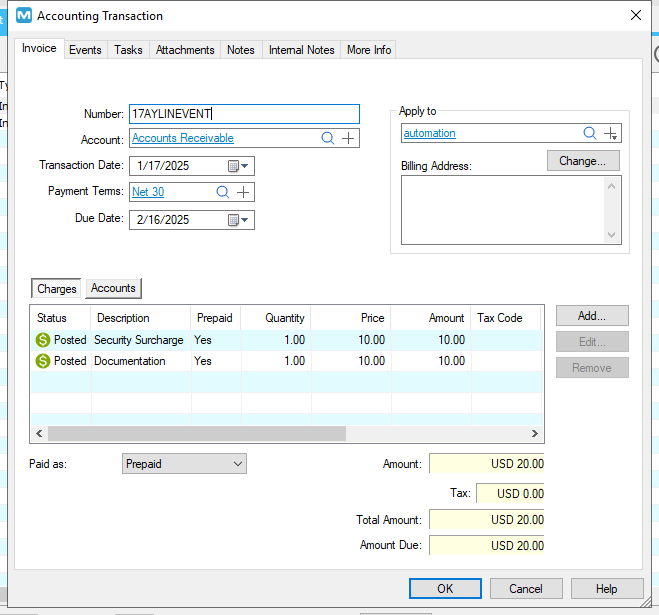 Accounting Transaction
Invoice Events Tasks Attachments Notes Internal Notes More Info
Number: 17AYLINEVENT
Account: Accounts Receivable
Transaction Date: 1/17/2025
Payment Terms: Net 30
Due Date: 2/16/2025
Apply to
automation
Billing Address: Change...
Charges Accounts
Status Description Prepaid Quantity Price Amount Tax Code
Posted Security Surcharge Yes 1.00 10.00 10.00
Posted Documentation Yes 1.00 10.00 10.00
Add...
Edit...
Remove
Paid as: Prepaid
Amount: USD 20.00
Tax: USD 0.00
Total Amount: USD 20.00
Amount Due: USD 20.00
OK Cancel Help